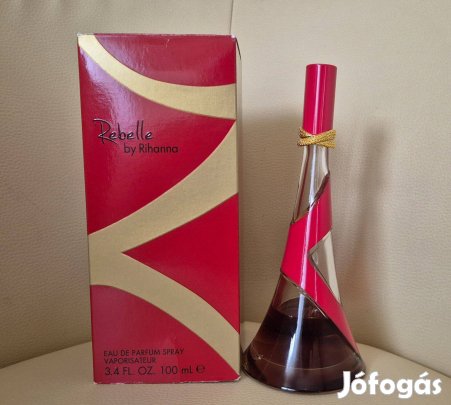 Rebelle
by Rihanna
EAU DE PARFUM SPRAY
VAPORISATEUR
3.4 FL. OZ. 100 mL ℮
Jófogás